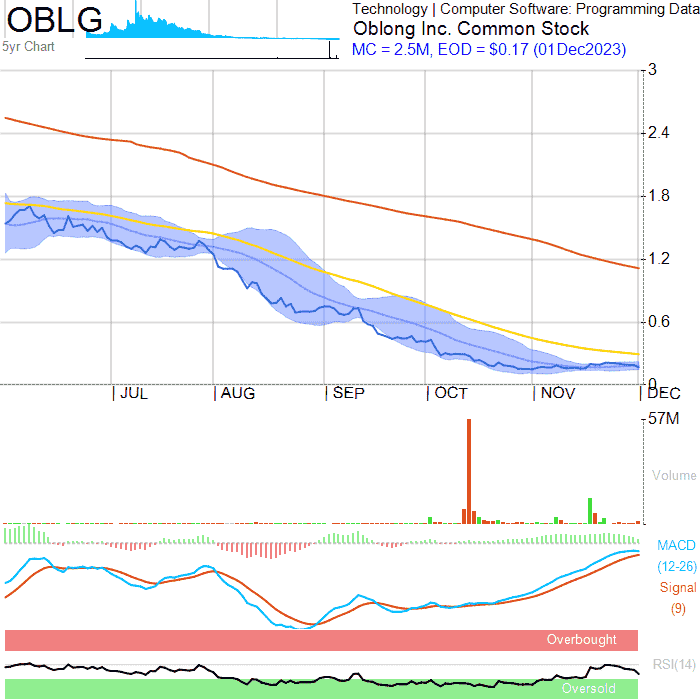 OBLG
Technology | Computer Software: Programming Data
5yr Chart
Oblong Inc. Common Stock
MC = 2.5M, EOD = $0.17 (01Dec2023)
3
2.4
1.8
1.2
0.6
0
| JUL
| AUG
| SEP
| OCT
| NOV
| DEC
57M
Volume
MACD
(12-26)
Signal
(9)
Overbought
RSI(14)
Oversold